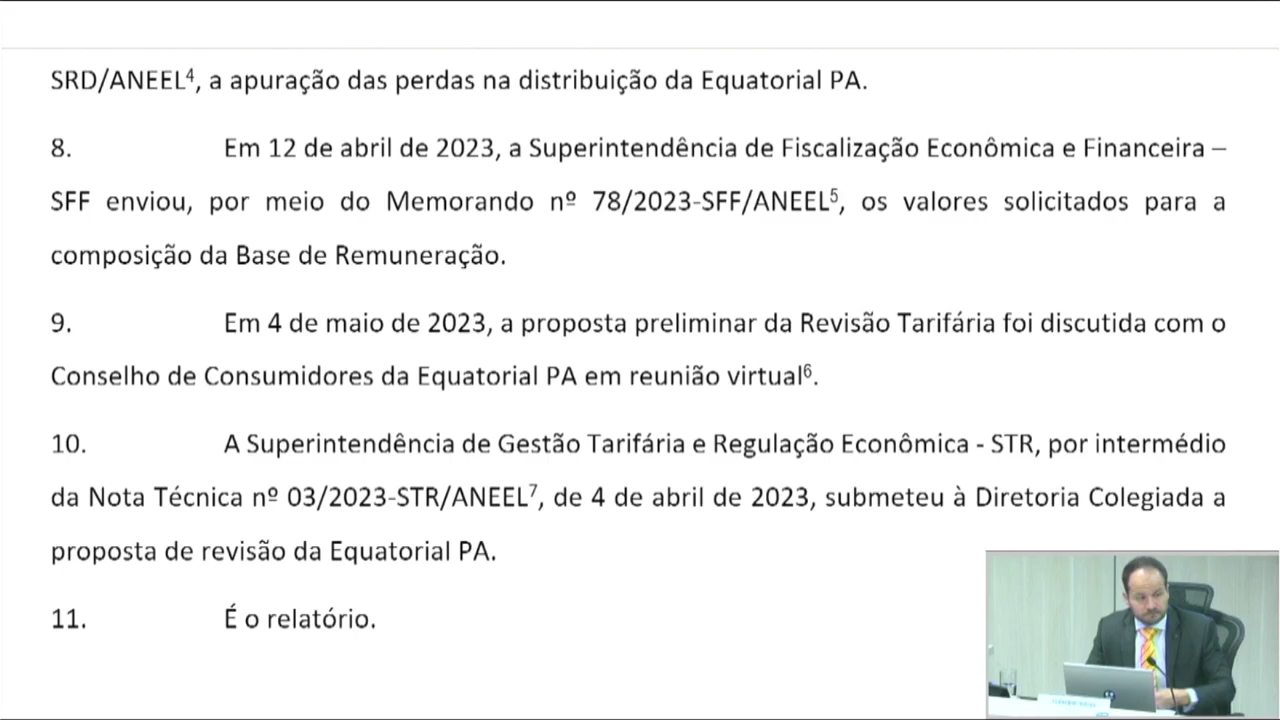 SRD/ANEEL⁴, a apuração das perdas na distribuição da Equatorial PA.
8. Em 12 de abril de 2023, a Superintendência de Fiscalização Econômica e Financeira –
SFF enviou, por meio do Memorando nº 78/2023-SFF/ANEEL⁵, os valores solicitados para a
composição da Base de Remuneração.
9. Em 4 de maio de 2023, a proposta preliminar da Revisão Tarifária foi discutida com o
Conselho de Consumidores da Equatorial PA em reunião virtual⁶.
10. A Superintendência de Gestão Tarifária e Regulação Econômica - STR, por intermédio
da Nota Técnica nº 03/2023-STR/ANEEL⁷, de 4 de abril de 2023, submeteu à Diretoria Colegiada a
proposta de revisão da Equatorial PA.
11. É o relatório.